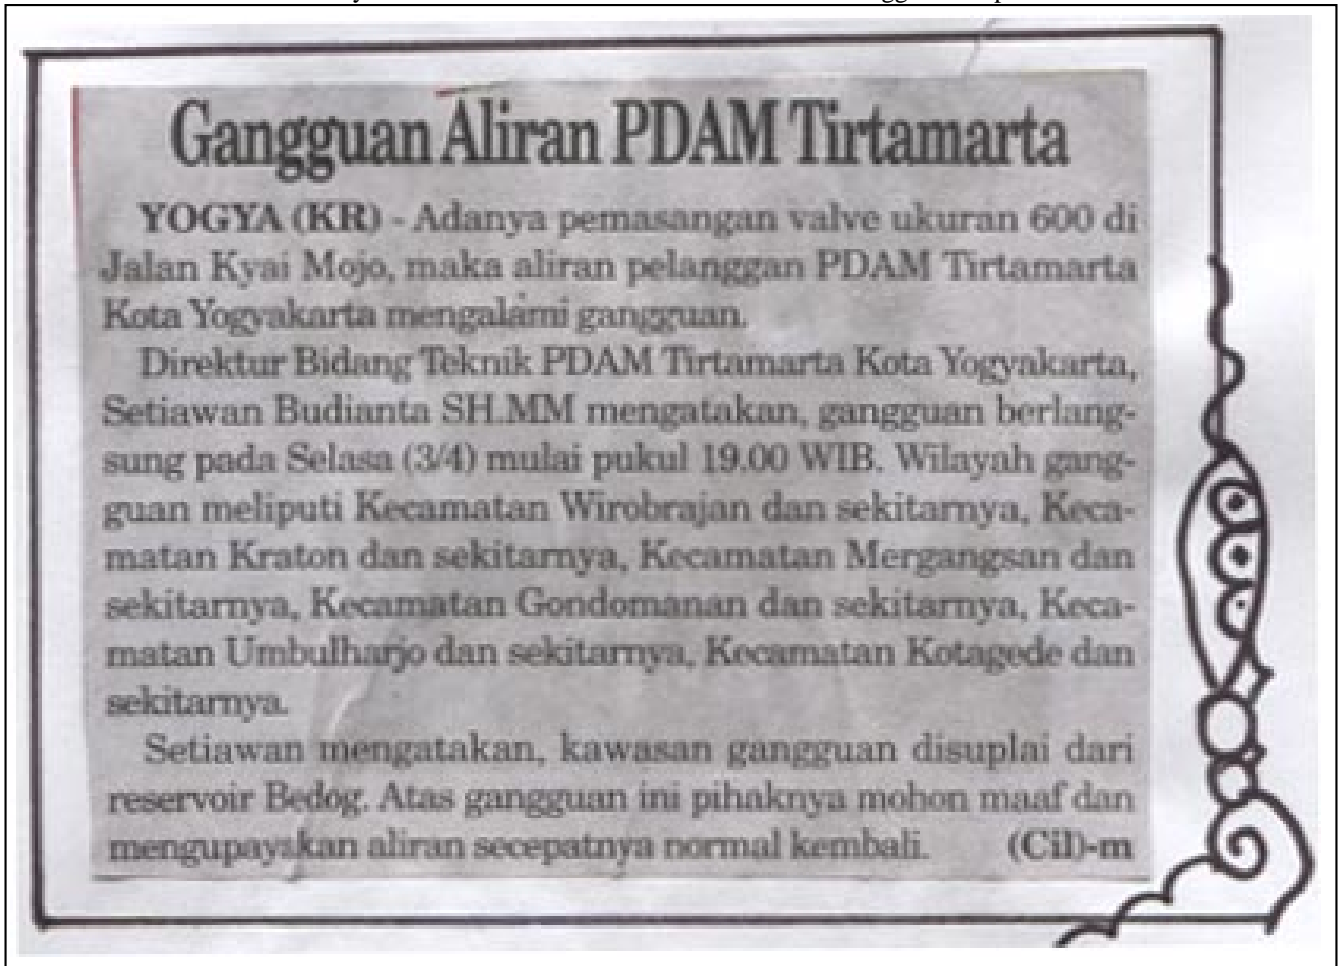 Gangguan Aliran PDAM Tirtamarta
YOGYA (KR) - Adanya pemasangan valve ukuran 600 di
Jalan Kyai Mojo, maka aliran pelanggan PDAM Tirtamarta
Kota Yogyakarta mengalami gangguan.
Direktur Bidang Teknik PDAM Tirtamarta Kota Yogyakarta,
Setiawan Budianta SH.MM mengatakan, gangguan berlang-
sung pada Selasa (3/4) mulai pukul 19.00 WIB. Wilayah gang-
guan meliputi Kecamatan Wirobrajan dan sekitarnya, Keca-
matan Kraton dan sekitarnya, Kecamatan Mergangsan dan
sekitarnya, Kecamatan Gondomanan dan sekitarnya, Keca-
matan Umbulharjo dan sekitarnya, Kecamatan Kotagede dan
sekitarnya.
Setiawan mengatakan, kawasan gangguan disuplai dari
reservoir Bedog. Atas gangguan ini pihaknya mohon maaf dan
mengupayakan aliran secepatnya normal kembali. (Cil)-m